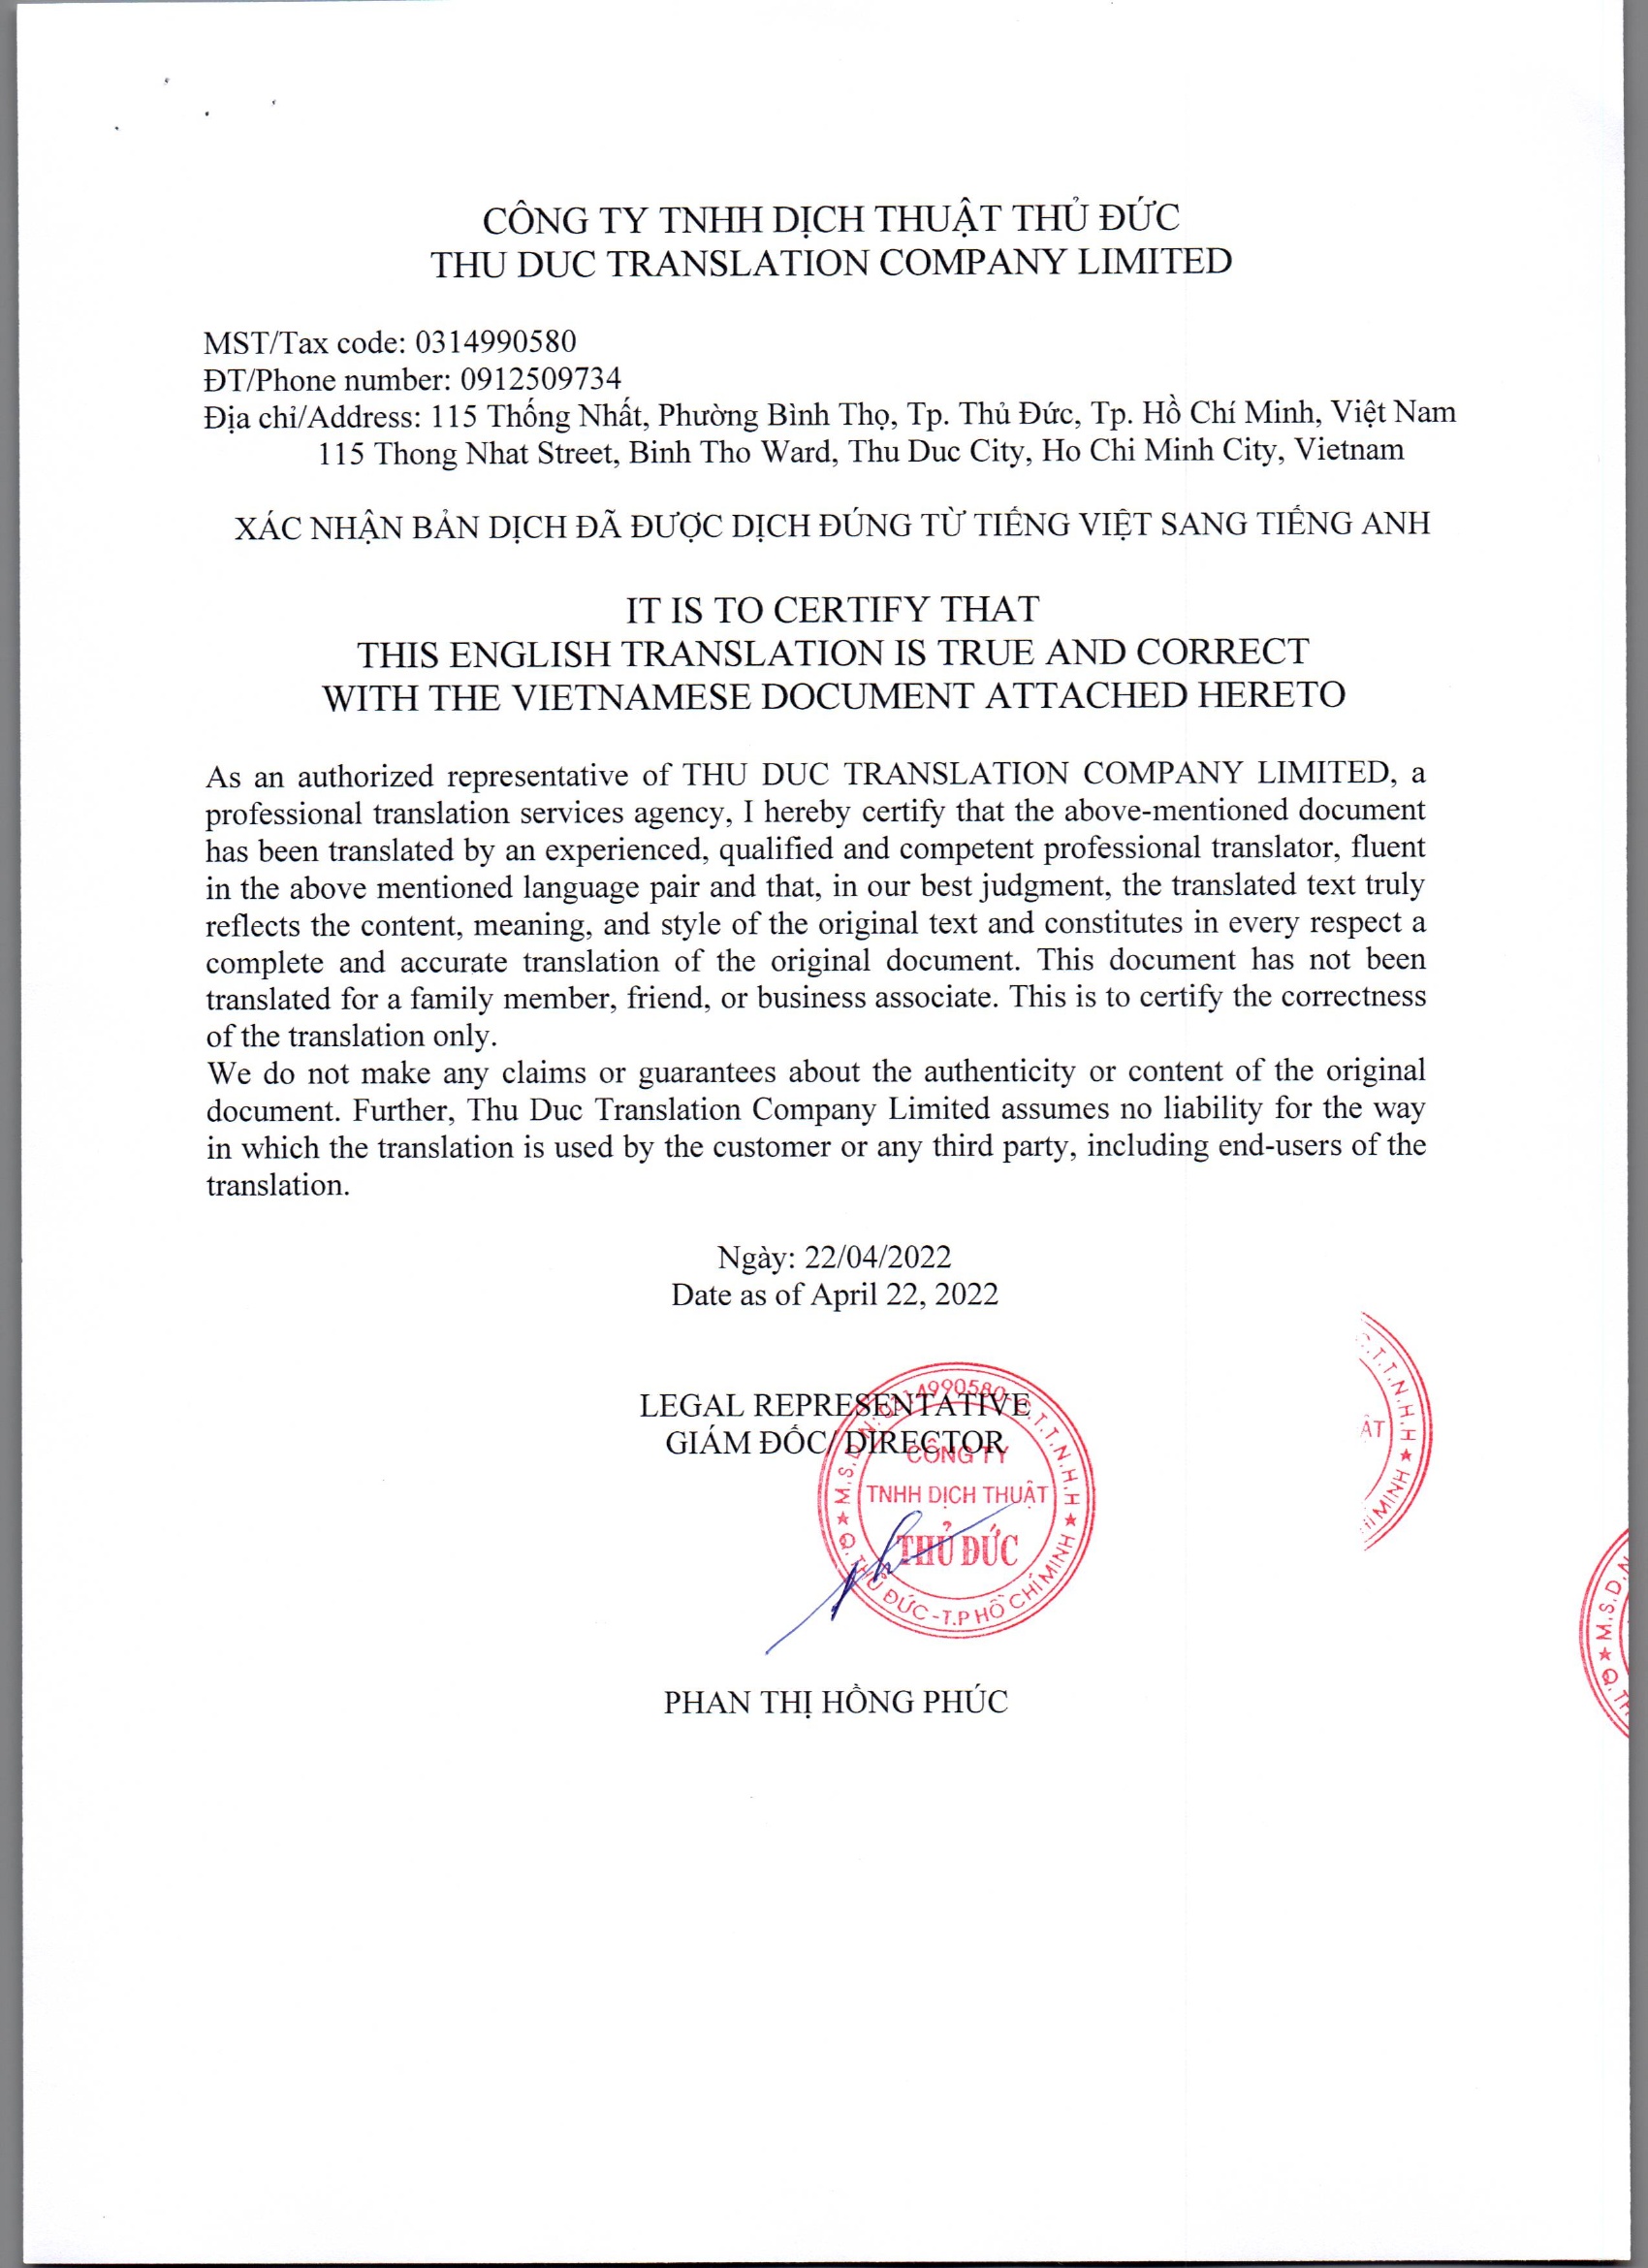 CÔNG TY TNHH DỊCH THUẬT THỦ ĐỨC
THU DUC TRANSLATION COMPANY LIMITED
MST/Tax code: 0314990580
ĐT/Phone number: 0912509734
Địa chỉ/Address: 115 Thống Nhất, Phường Bình Thọ, Tp. Thủ Đức, Tp. Hồ Chí Minh, Việt Nam
115 Thong Nhat Street, Binh Tho Ward, Thu Duc City, Ho Chi Minh City, Vietnam
XÁC NHẬN BẢN DỊCH ĐÃ ĐƯỢC DỊCH ĐÚNG TỪ TIẾNG VIỆT SANG TIẾNG ANH
IT IS TO CERTIFY THAT
THIS ENGLISH TRANSLATION IS TRUE AND CORRECT
WITH THE VIETNAMESE DOCUMENT ATTACHED HERETO
As an authorized representative of THU DUC TRANSLATION COMPANY LIMITED, a
professional translation services agency, I hereby certify that the above-mentioned document
has been translated by an experienced, qualified and competent professional translator, fluent
in the above mentioned language pair and that, in our best judgment, the translated text truly
reflects the content, meaning, and style of the original text and constitutes in every respect a
complete and accurate translation of the original document. This document has not been
translated for a family member, friend, or business associate. This is to certify the correctness
of the translation only.
We do not make any claims or guarantees about the authenticity or content of the original
document. Further, Thu Duc Translation Company Limited assumes no liability for the way
in which the translation is used by the customer or any third party, including end-users of the
translation.
Ngày: 22/04/2022
Date as of April 22, 2022
LEGAL REPRESENTATIVE
GIÁM ĐỐC/ DIRECTOR
M.S.D.N: 0314990580-C.T.T.N.H.H
CÔNG TY
TNHH DỊCH THUẬT
THỦ ĐỨC
Q. THỦ ĐỨC - T.P HỒ CHÍ MINH
C.T.T.N.H.H
ẬT
MINH
M.S.D.N
Q. TH
PHAN THỊ HỒNG PHÚC